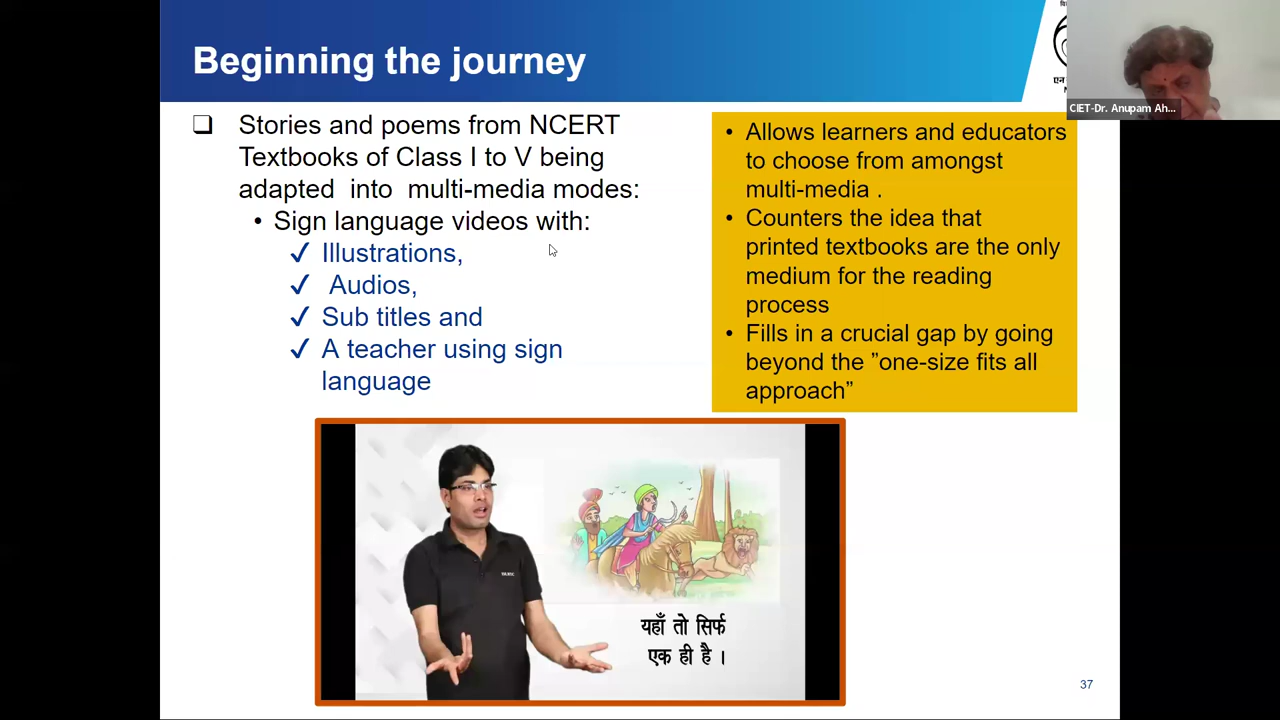 Beginning the journey
CIET-Dr. Anupam Ah...
Stories and poems from NCERT
Textbooks of Class I to V being
adapted into multi-media modes:
• Sign language videos with:
✓ Illustrations,
✓ Audios,
✓ Sub titles and
✓ A teacher using sign
language
• Allows learners and educators
to choose from amongst
multi-media .
• Counters the idea that
printed textbooks are the only
medium for the reading
process
• Fills in a crucial gap by going
beyond the ”one-size fits all
approach”
यहाँ तो सिर्फ
एक ही है ।
37